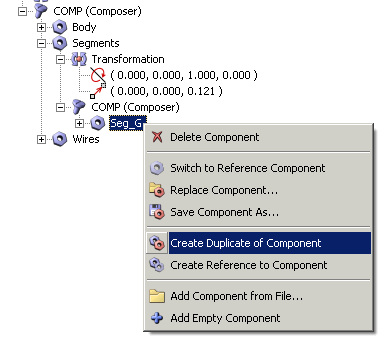 COMP (Composer)
Body
Segments
Transformation
( 0.000, 0.000, 1.000, 0.000 )
( 0.000, 0.000, 0.121 )
COMP (Composer)
Seg_G
Wires
Delete Component
Switch to Reference Component
Replace Component...
Save Component As...
Create Duplicate of Component
Create Reference to Component
Add Component from File...
Add Empty Component